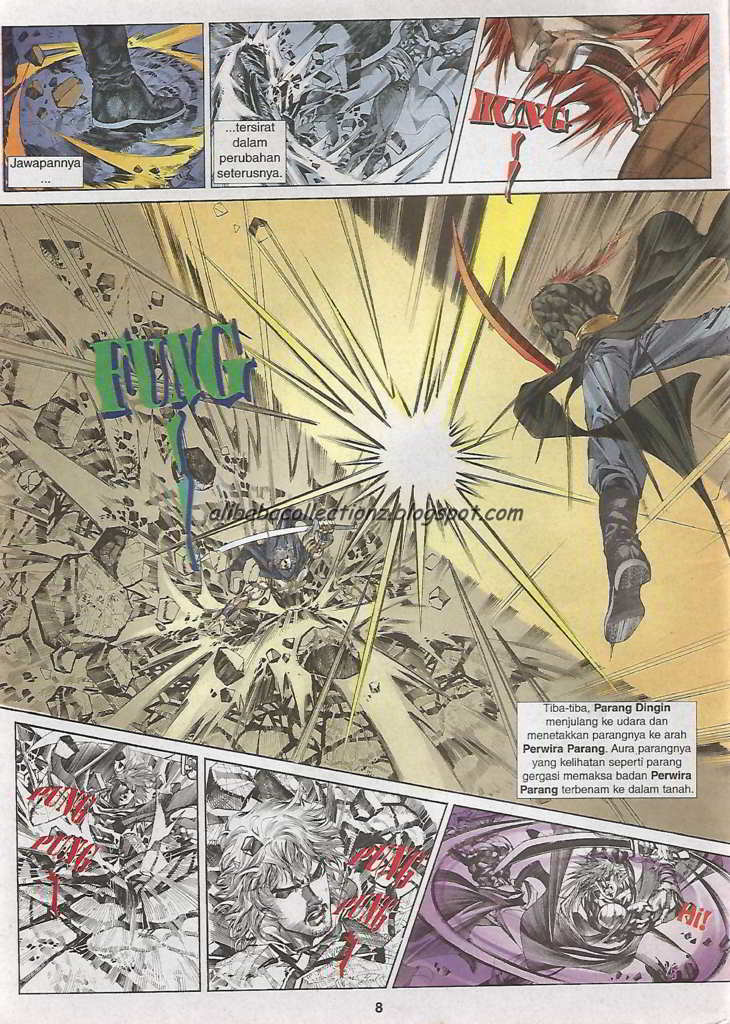 Jawapannya
...
...tersirat
dalam
perubahan
seterusnya.
KUNG
FUNG
alibabacollectionz.blogspot.com
Tiba-tiba, Parang Dingin
menjulang ke udara dan
menetakkan parangnya ke arah
Perwira Parang. Aura parangnya
yang kelihatan seperti parang
gergasi memaksa badan Perwira
Parang terbenam ke dalam tanah.
PUNG
PUNG
PUNG
PUNG
Hi!
8